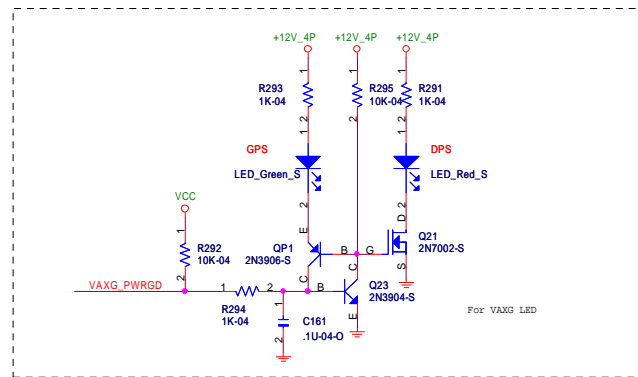 +12V_4P +12V_4P +12V_4P
1 1 1
R293 R295 R291
1K-04 10K-04 1K-04
2 2 2
1 1
GPS DPS
LED_Green_S LED_Red_S
VCC
2 2
1 E D
R292 QP1 B G Q21
10K-04 2N3906-S 2N7002-S
2 C C S
VAXG_PWRGD 1 2 B Q23
2N3904-S
R294 1
1K-04 C161 E
.1U-04-O
2
For VAXG LED